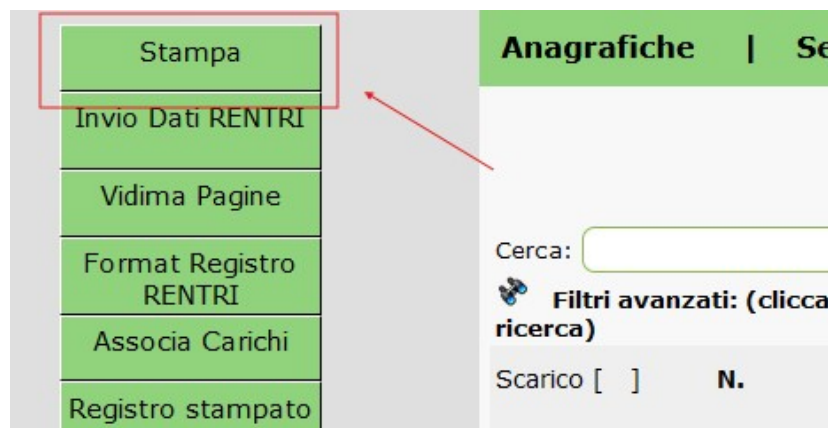 Stampa
Invio Dati RENTRI
Vidima Pagine
Format Registro
RENTRI
Associa Carichi
Registro stampato
Anagrafiche | Se
Cerca:
Filtri avanzati: (clicca
ricerca)
Scarico [ ] N.